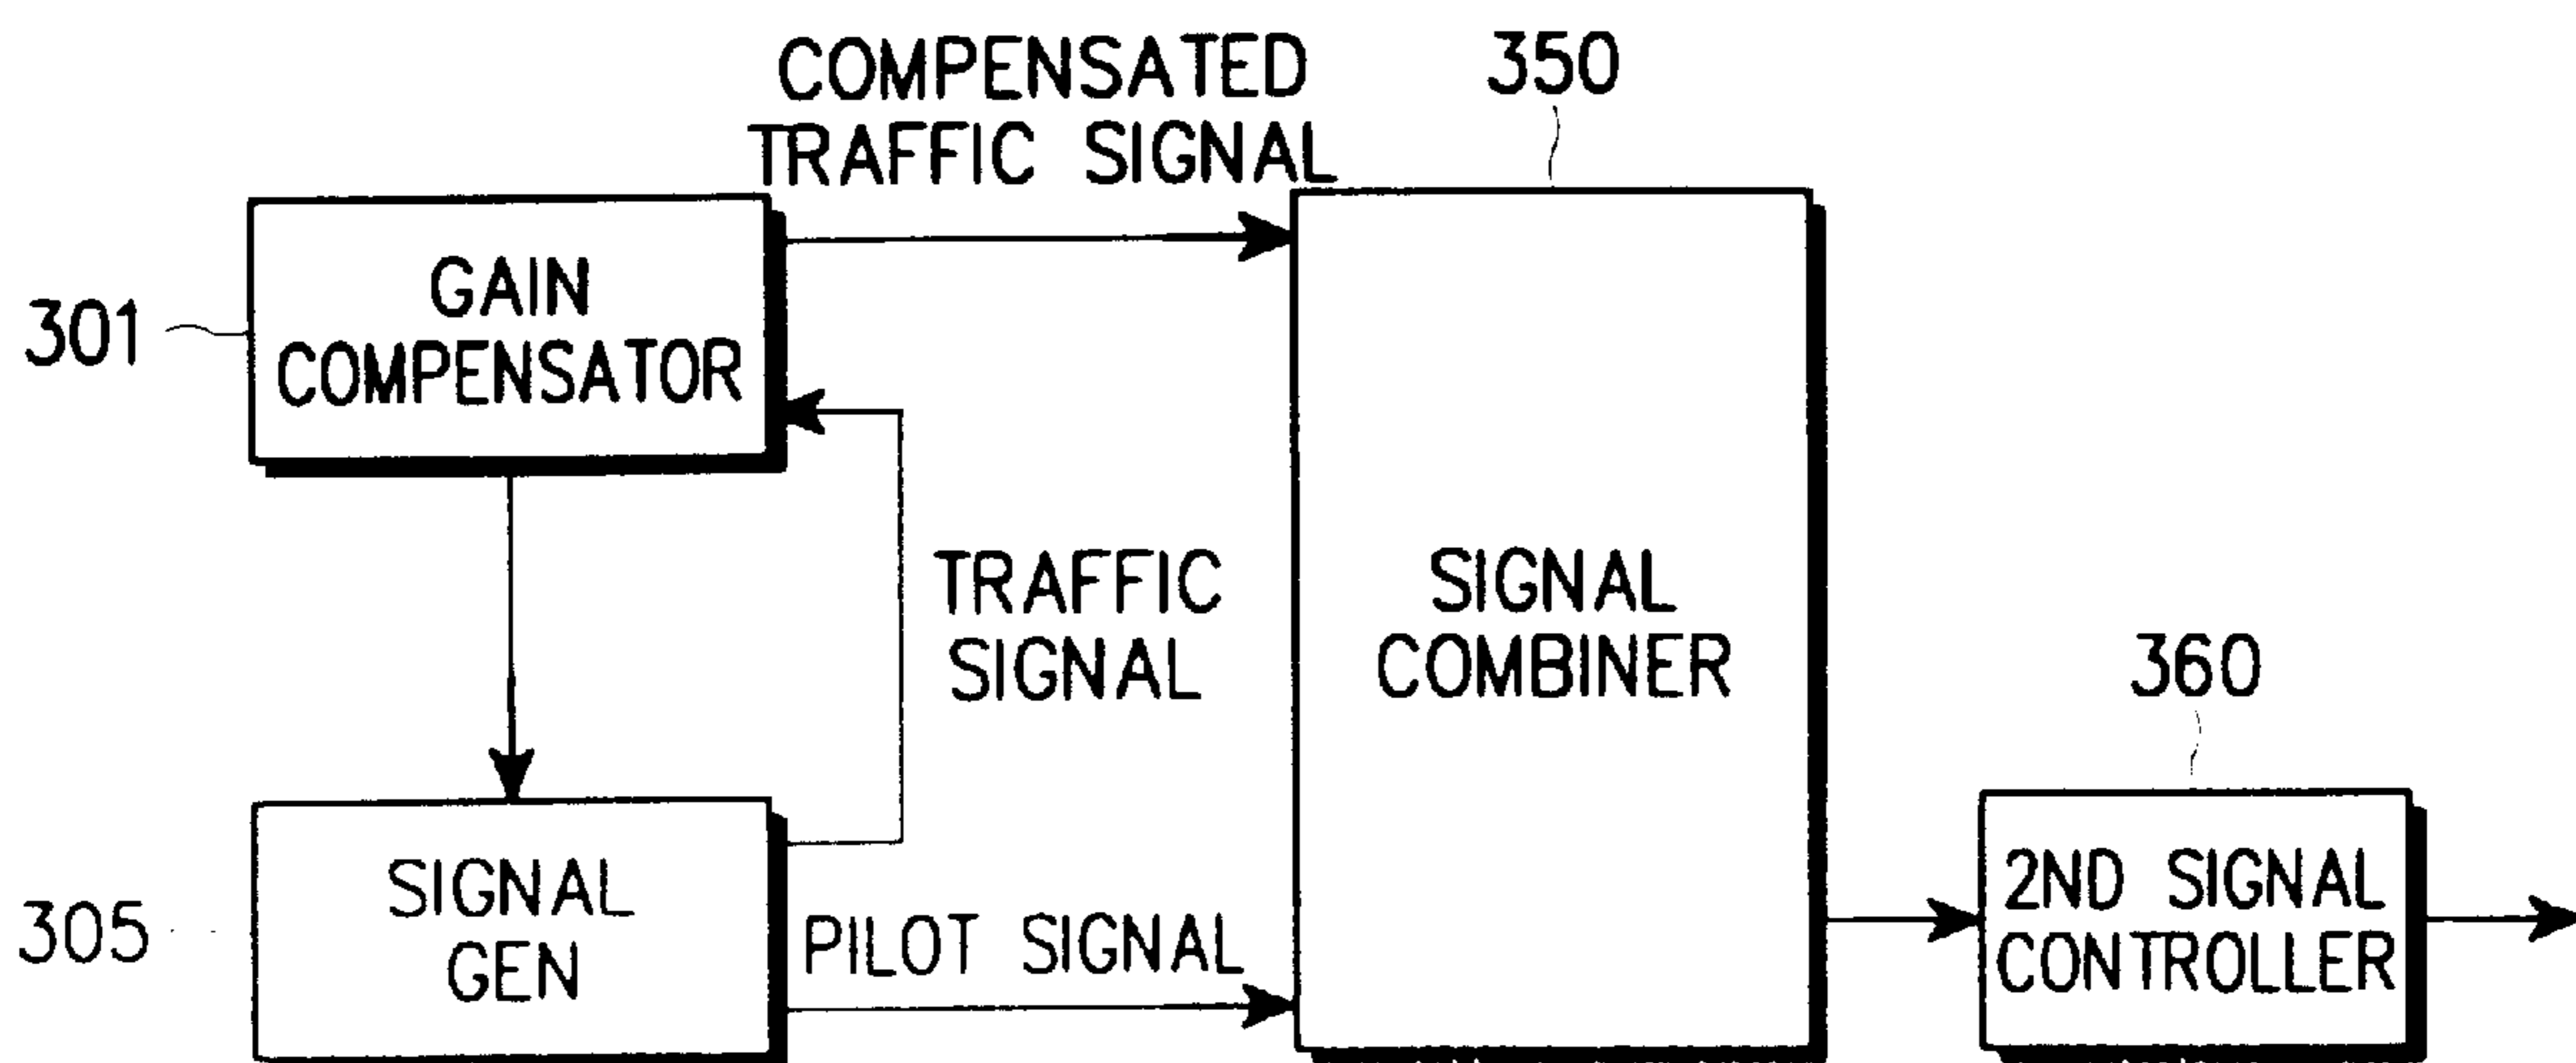 COMPENSATED
TRAFFIC SIGNAL
350
GAIN
COMPENSATOR
301
TRAFFIC
SIGNAL
SIGNAL
COMBINER
360
SIGNAL
GEN
305
PILOT SIGNAL
2ND SIGNAL
CONTROLLER